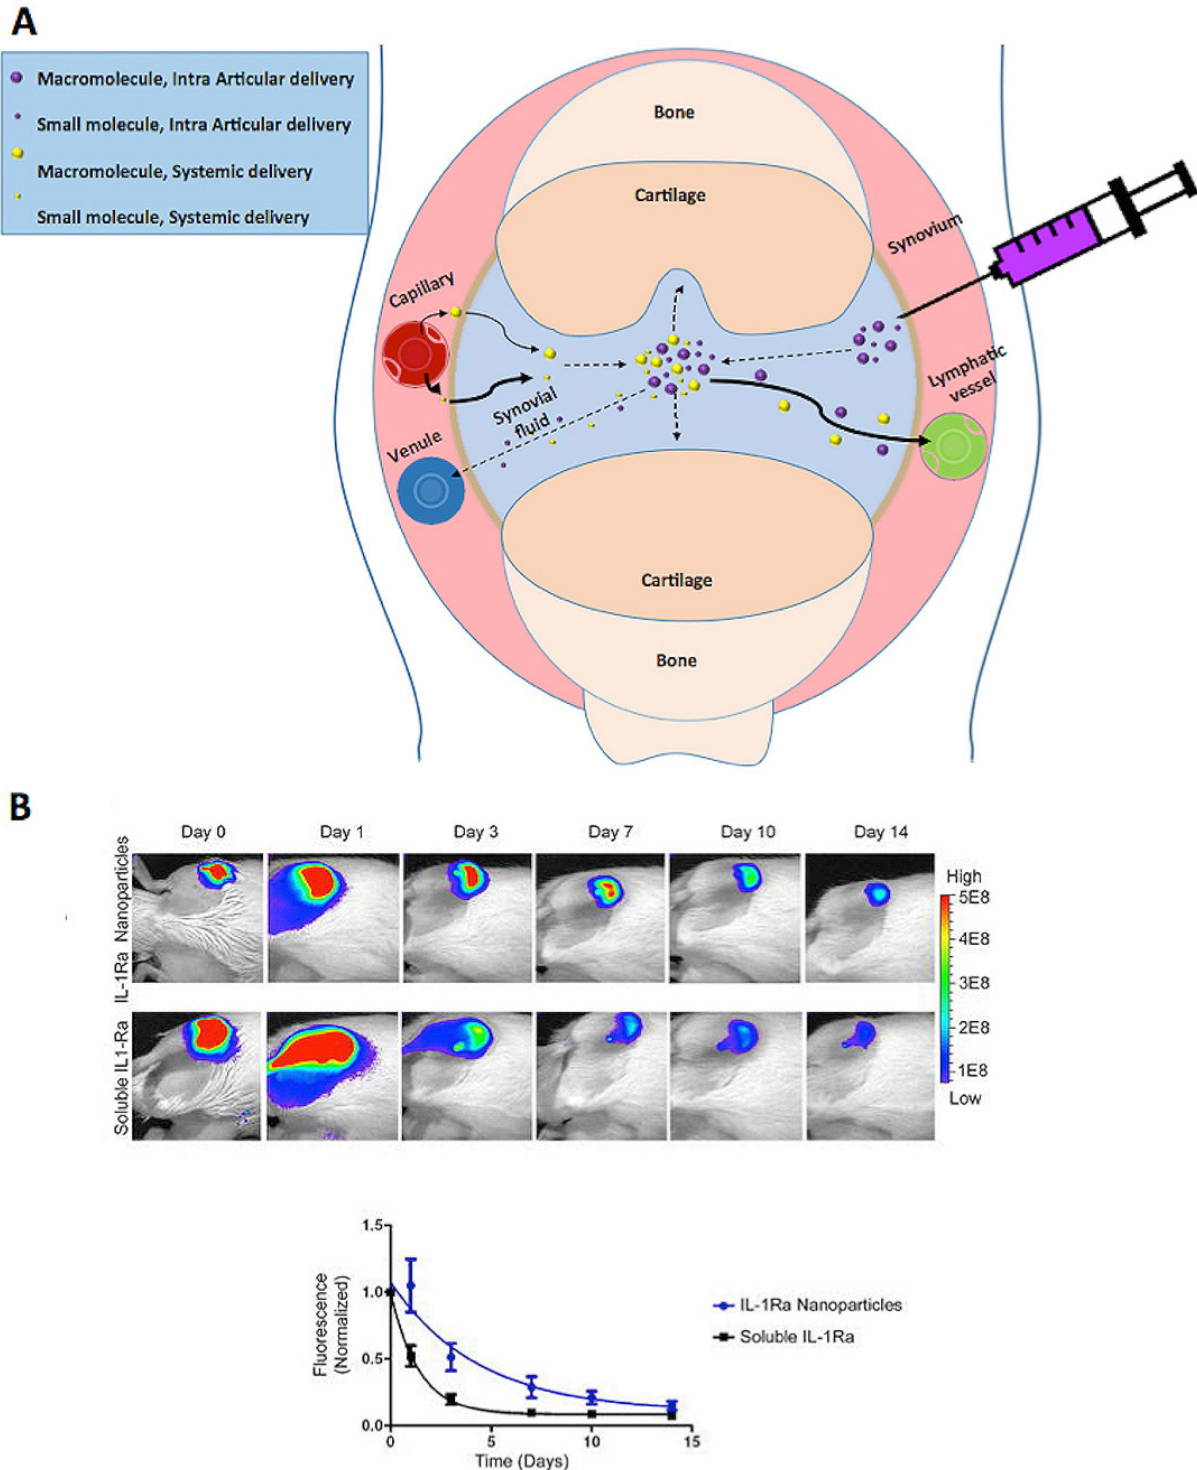 A
Macromolecule, Intra Articular delivery
Small molecule, Intra Articular delivery
Macromolecule, Systemic delivery
Small molecule, Systemic delivery
Bone
Cartilage
Synovium
Capillary
Lymphatic
vessel
Synovial
fluid
Venule
Cartilage
Bone
B
Day 0 Day 1 Day 3 Day 7 Day 10 Day 14
IL-1Ra Nanoparticles
Soluble IL1-Ra
High
5E8
4E8
3E8
2E8
1E8
Low
1.5
1.0
0.5
0.0
Fluorescence
(Normalized)
0 5 10 15
Time (Days)
IL-1Ra Nanoparticles
Soluble IL-1Ra